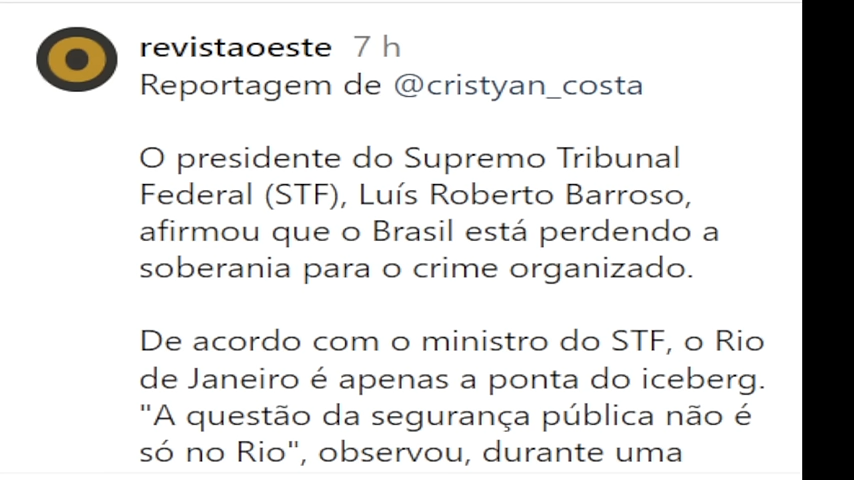 revistaoeste 7 h
Reportagem de @cristyan_costa
O presidente do Supremo Tribunal
Federal (STF), Luís Roberto Barroso,
afirmou que o Brasil está perdendo a
soberania para o crime organizado.
De acordo com o ministro do STF, o Rio
de Janeiro é apenas a ponta do iceberg.
"A questão da segurança pública não é
só no Rio", observou, durante uma